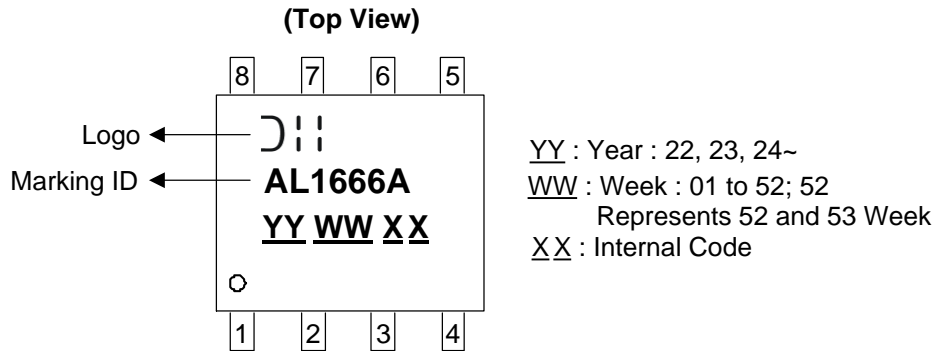 (Top View)
8 7 6 5
Logo
Marking ID
AL1666A
YY WW X X
1 2 3 4
YY : Year : 22, 23, 24~
WW : Week : 01 to 52; 52
Represents 52 and 53 Week
X X : Internal Code